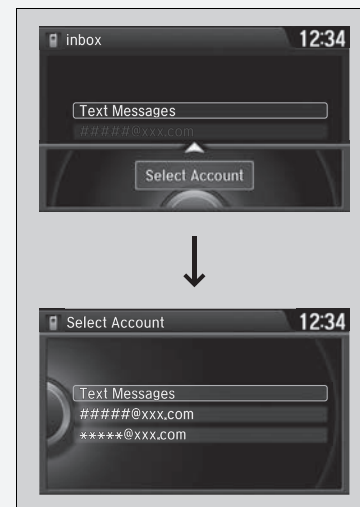 inbox 12:34
Text Messages
#####@xxx.com
Select Account
Select Account 12:34
Text Messages
#####@xxx.com
*****@xxx.com